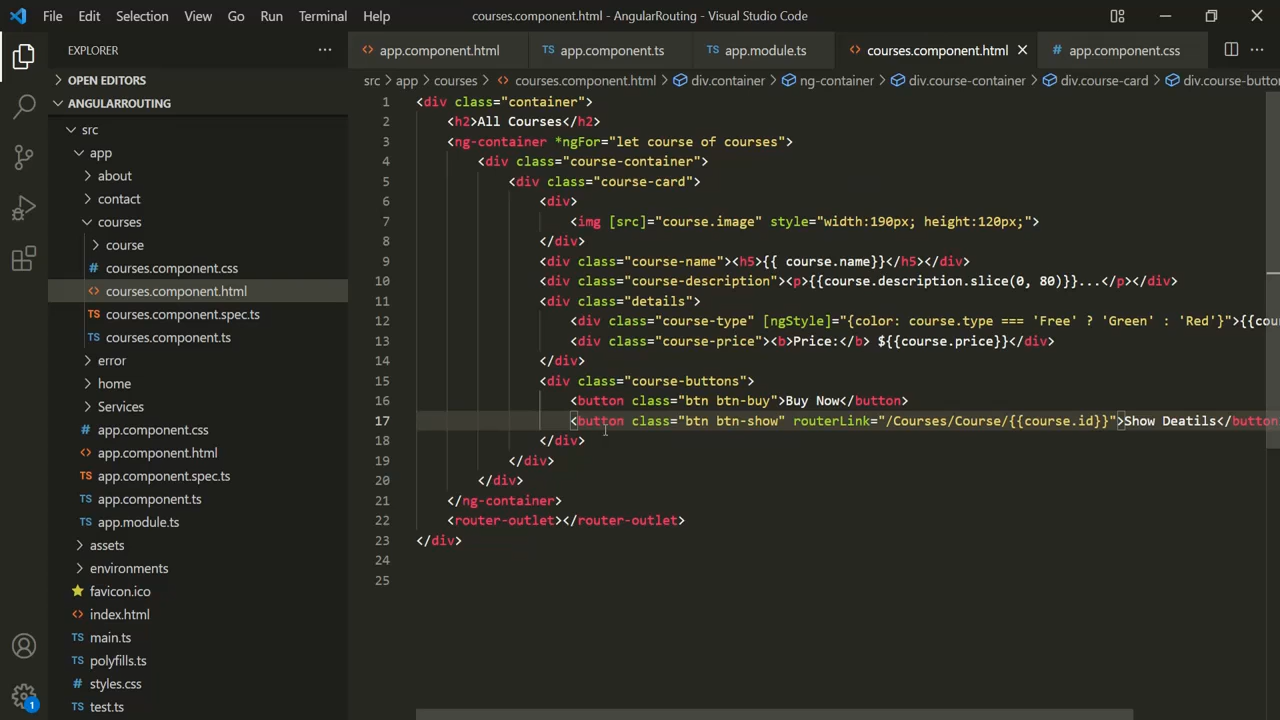 File Edit Selection View Go Run Terminal Help courses.component.html - AngularRouting - Visual Studio Code
EXPLORER
app.component.html app.component.ts app.module.ts courses.component.html app.component.css
src app courses courses.component.html div.container ng-container div.course-container div.course-card div.course-button
OPEN EDITORS
ANGULARROUTING
src
app
about
contact
courses
course
courses.component.css
courses.component.html
courses.component.spec.ts
courses.component.ts
error
home
Services
app.component.css
app.component.html
app.component.spec.ts
app.component.ts
app.module.ts
assets
environments
favicon.ico
index.html
main.ts
polyfills.ts
styles.css
test.ts
1
1 <div class="container">
2 <h2>All Courses</h2>
3 <ng-container *ngFor="let course of courses">
4 <div class="course-container">
5 <div class="course-card">
6 <div>
7 <img [src]="course.image" style="width:190px; height:120px;">
8 </div>
9 <div class="course-name"><h5>{{ course.name}}</h5></div>
10 <div class="course-description"><p>{{course.description.slice(0, 80)}}...</p></div>
11 <div class="details">
12 <div class="course-type" [ngStyle]="{color: course.type === 'Free' ? 'Green' : 'Red'}">{{cou
13 <div class="course-price"><b>Price:</b> ${{course.price}}</div>
14 </div>
15 <div class="course-buttons">
16 <button class="btn btn-buy">Buy Now</button>
17 <button class="btn btn-show" routerLink="/Courses/Course/{{course.id}}">Show Deatils</button
18 </div>
19 </div>
20 </div>
21 </ng-container>
22 <router-outlet></router-outlet>
23 </div>
24
25